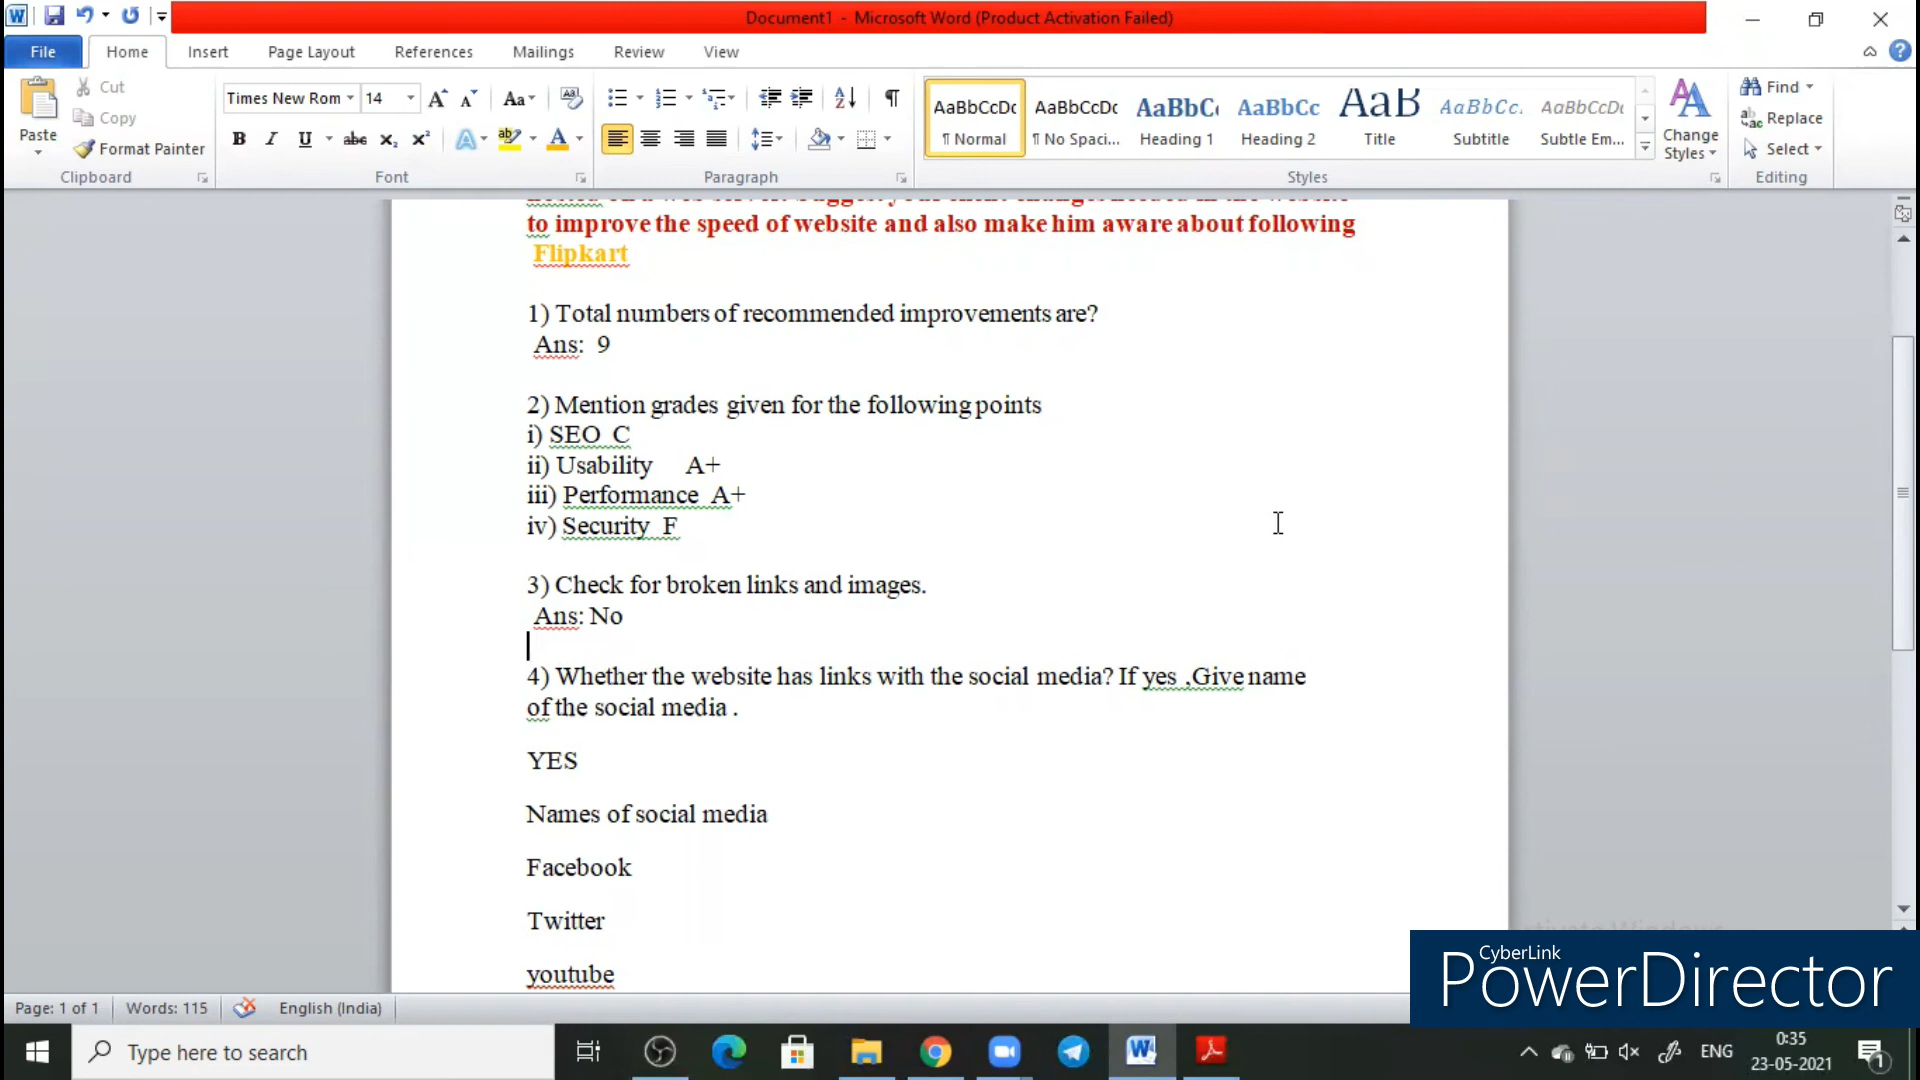 Document1 - Microsoft Word (Product Activation Failed)
File Home Insert Page Layout References Mailings Review View
Paste
Cut
Copy
Format Painter
Times New Rom 14
AaBbCcDc AaBbCcDc AaBbC AaBbCc AaB AaBbCc. AaBbCcDc
¶ Normal ¶ No Spaci... Heading 1 Heading 2 Title Subtitle Subtle Em...
Change Styles
Find
Replace
Select
Clipboard Font Paragraph Styles Editing
to improve the speed of website and also make him aware about following
Flipkart
1) Total numbers of recommended improvements are?
Ans: 9
2) Mention grades given for the following points
i) SEO C
ii) Usability A+
iii) Performance A+
iv) Security F
3) Check for broken links and images.
Ans: No
4) Whether the website has links with the social media? If yes ,Give name
of the social media .
YES
Names of social media
Facebook
Twitter
youtube
CyberLink
PowerDirector
Page: 1 of 1 Words: 115 English (India)
Type here to search
ENG
0:35
23-05-2021
1